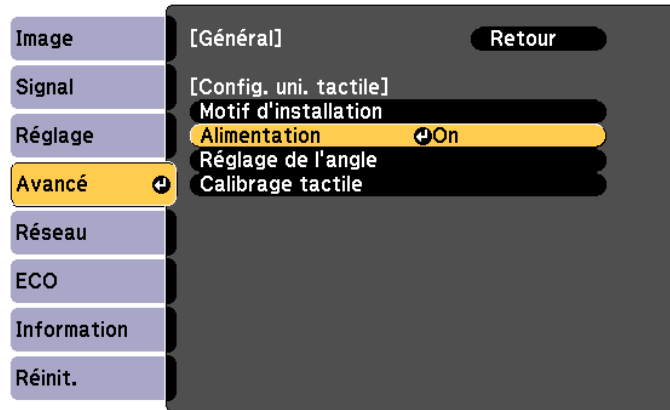 Image
Signal
Réglage
Avancé
Réseau
ECO
Information
Réinit.
[Général] Retour
[Config. uni. tactile]
Motif d'installation
Alimentation On
Réglage de l'angle
Calibrage tactile